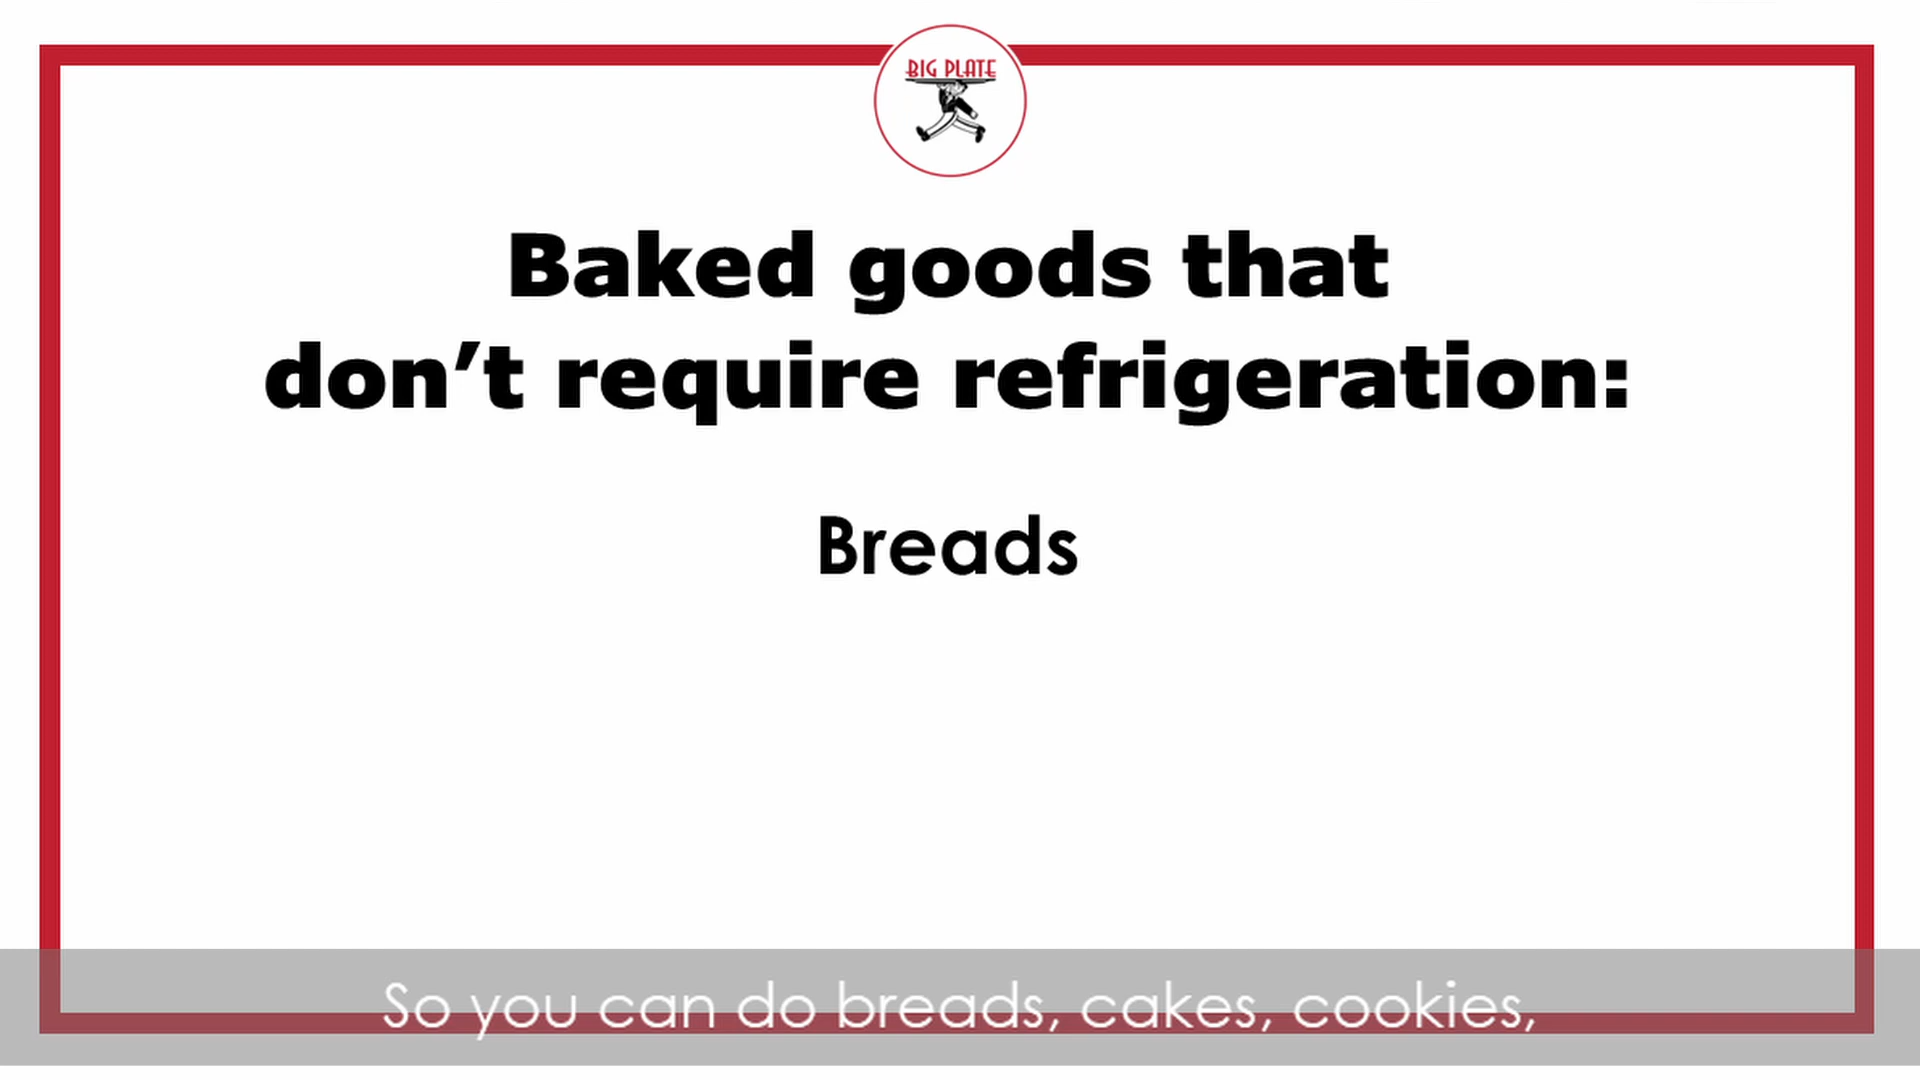 BIG PLATE
Baked goods that
don’t require refrigeration:
Breads
So you can do breads, cakes, cookies,